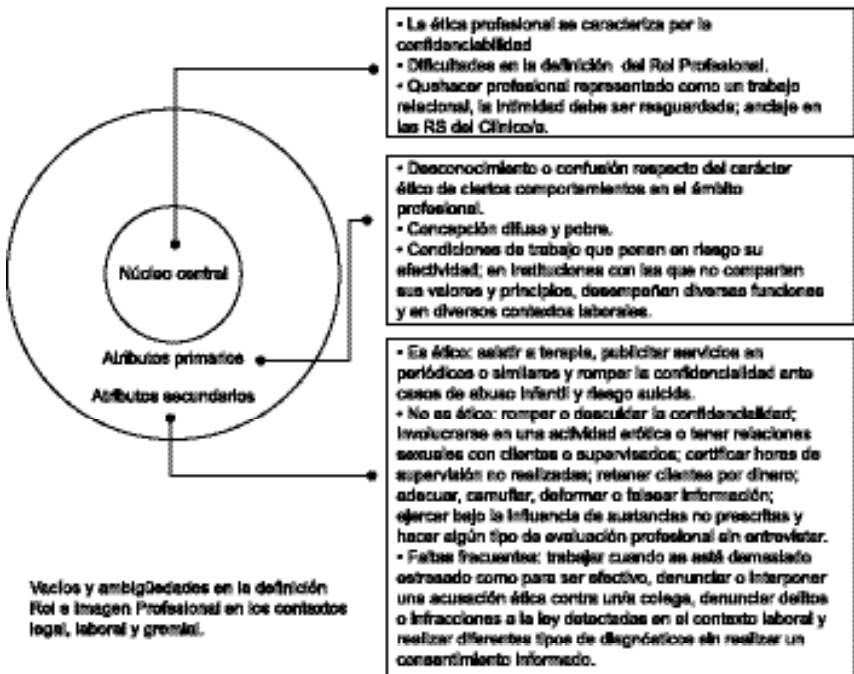 • La ética profesional se caracteriza por la
confidenciabilidad
• Dificultades en la definición del Rol Profesional.
• Quehacer profesional representado como un trabajo
relacional, la intimidad debe ser resguardada; anclaje en
las RS del Clínico/a.
• Desconocimiento o confusión respecto del carácter
ético de ciertos comportamientos en el ámbito
profesional.
• Concepción difusa y pobre.
• Condiciones de trabajo que ponen en riesgo su
efectividad; en instituciones con las que no comparten
sus valores y principios, desempeñan diversas funciones
y en diversos contextos laborales.
Núcleo central
Atributos primarios
Atributos secundarios
• Es ético: asistir a terapia, publicitar servicios en
periódicos o similares y romper la confidencialidad ante
casos de abuso infantil y riesgo suicida.
• No es ético: romper o descuidar la confidencialidad;
involucrarse en una actividad erótica o tener relaciones
sexuales con clientes o supervisados; certificar horas de
supervisión no realizadas; retener clientes por dinero;
adecuar, camuflar, deformar o falsear información;
ejercer bajo la influencia de sustancias no prescritas y
hacer algún tipo de evaluación profesional sin entrevistar.
• Faltas frecuentes: trabajar cuando se está demasiado
estresado como para ser efectivo, denunciar o interponer
una acusación ética contra un/a colega, denunciar delitos
o infracciones a la ley detectadas en el contexto laboral y
realizar diferentes tipos de diagnósticos sin realizar un
consentimiento informado.
Vacíos y ambigüedades en la definición
Rol e Imagen Profesional en los contextos
legal, laboral y gremial.